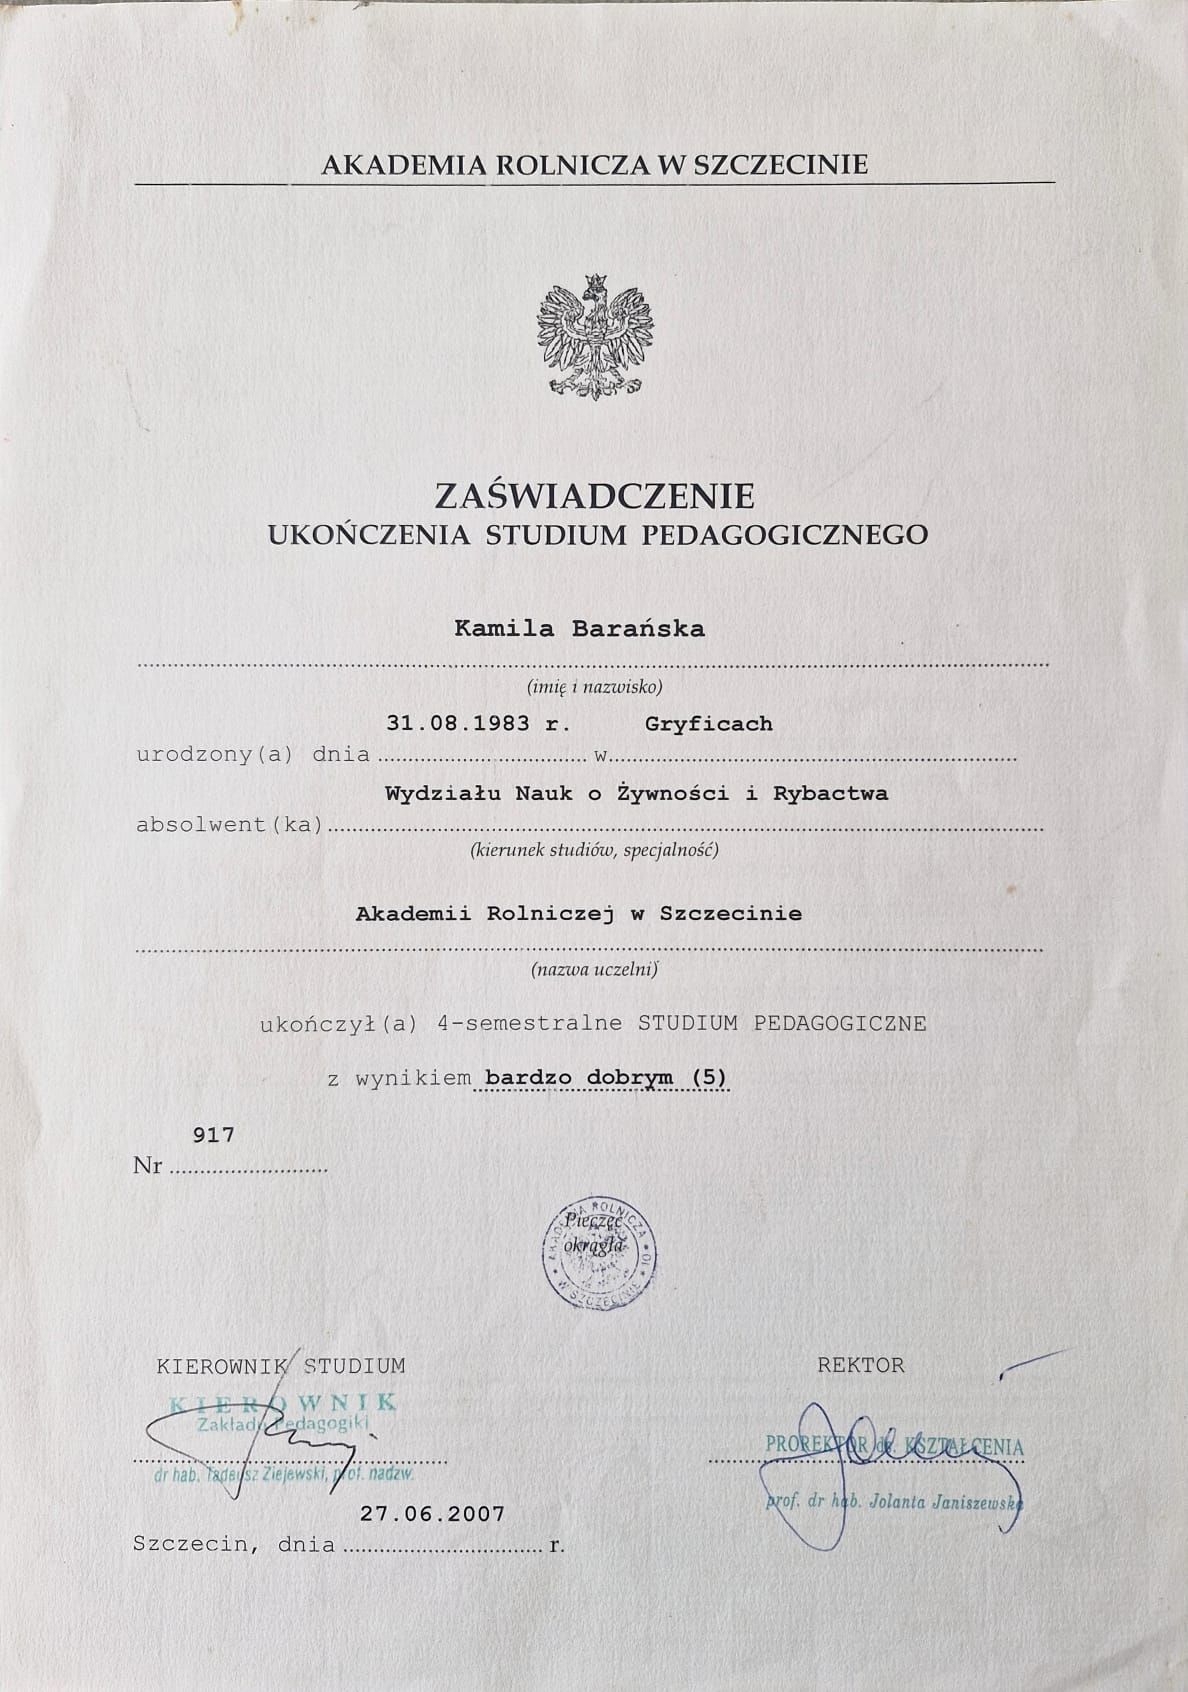 AKADEMIA ROLNICZA W SZCZECINIE
ZAŚWIADCZENIE
UKOŃCZENIA STUDIUM PEDAGOGICZNEGO
Kamila Barańska
(imię i nazwisko)
31.08.1983 r. Gryficach
urodzony(a) dnia .................... w....................
Wydziału Nauk o Żywności i Rybactwa
absolwent(ka)....................
(kierunek studiów, specjalność)
Akademii Rolniczej w Szczecinie
(nazwa uczelni)
ukończył(a) 4-semestralne STUDIUM PEDAGOGICZNE
z wynikiem bardzo dobrym (5)
917
Nr ....................
AKADEMIA ROLNICZA * W SZCZECINIE *
Pieczęć
okrągła
KIEROWNIK STUDIUM REKTOR
KIEROWNIK
Zakładu Pedagogiki
PROREKTOR ds. KSZTAŁCENIA
dr hab. Tadeusz Ziejewski, prof. nadzw.
prof. dr hab. Jolanta Janiszewska
27.06.2007
Szczecin, dnia .................... r.